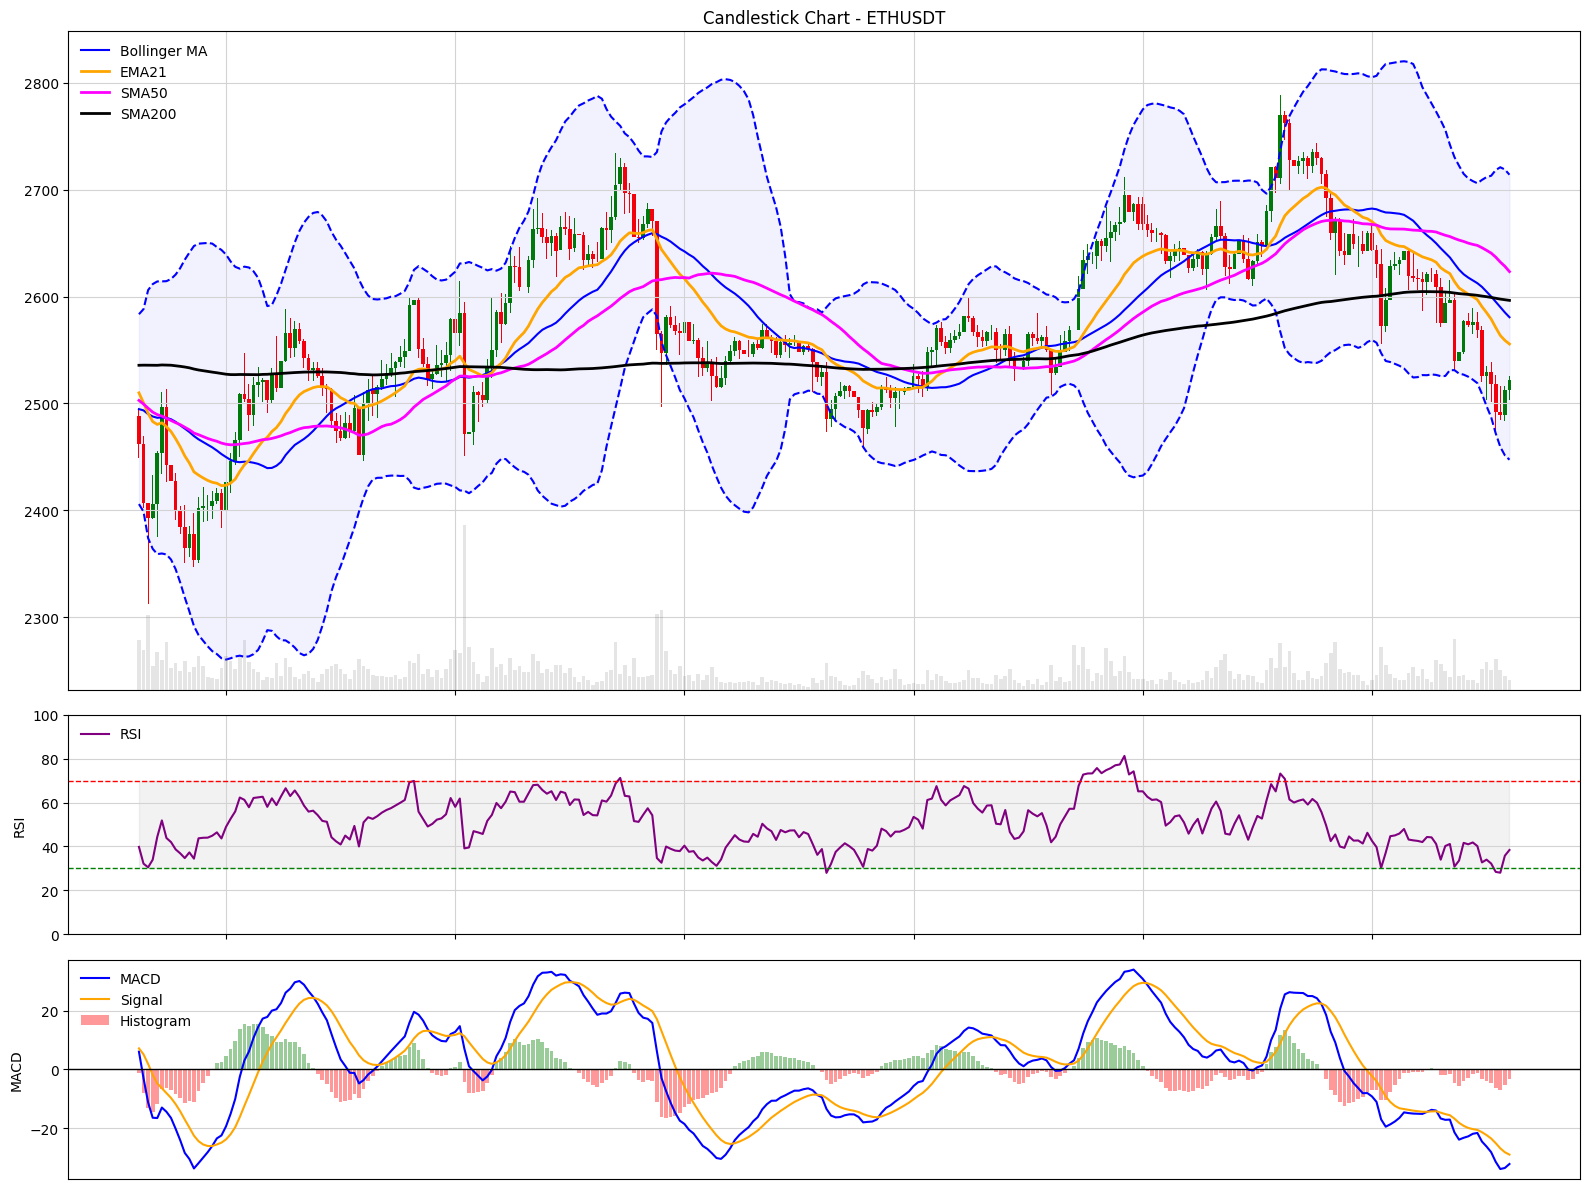 Candlestick Chart - ETHUSDT
Bollinger MA
EMA21
SMA50
SMA200
2800
2700
2600
2500
2400
2300
RSI
100
80
60
40
20
0
RSI
MACD
Signal
Histogram
20
0
−20
MACD